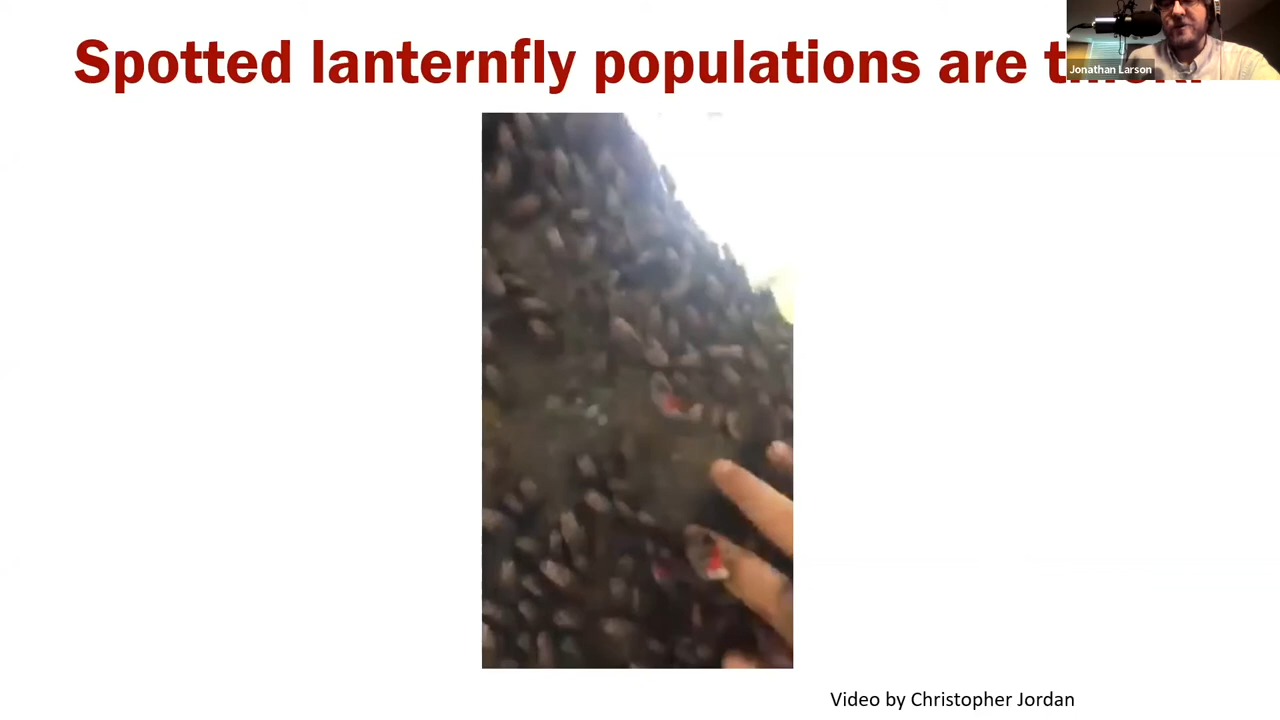 Spotted lanternfly populations are
Jonathan Larson
Video by Christopher Jordan